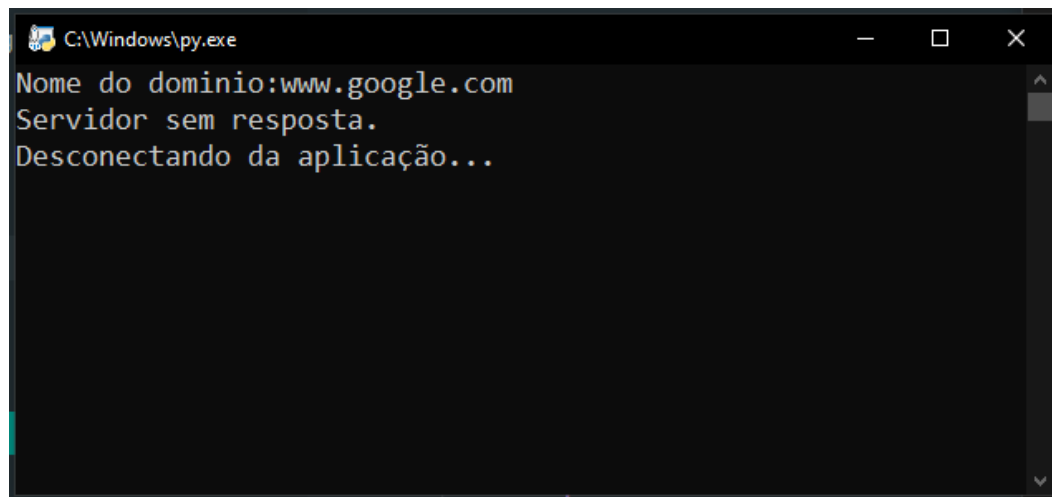 C:\Windows\py.exe
Nome do dominio:www.google.com
Servidor sem resposta.
Desconectando da aplicação...